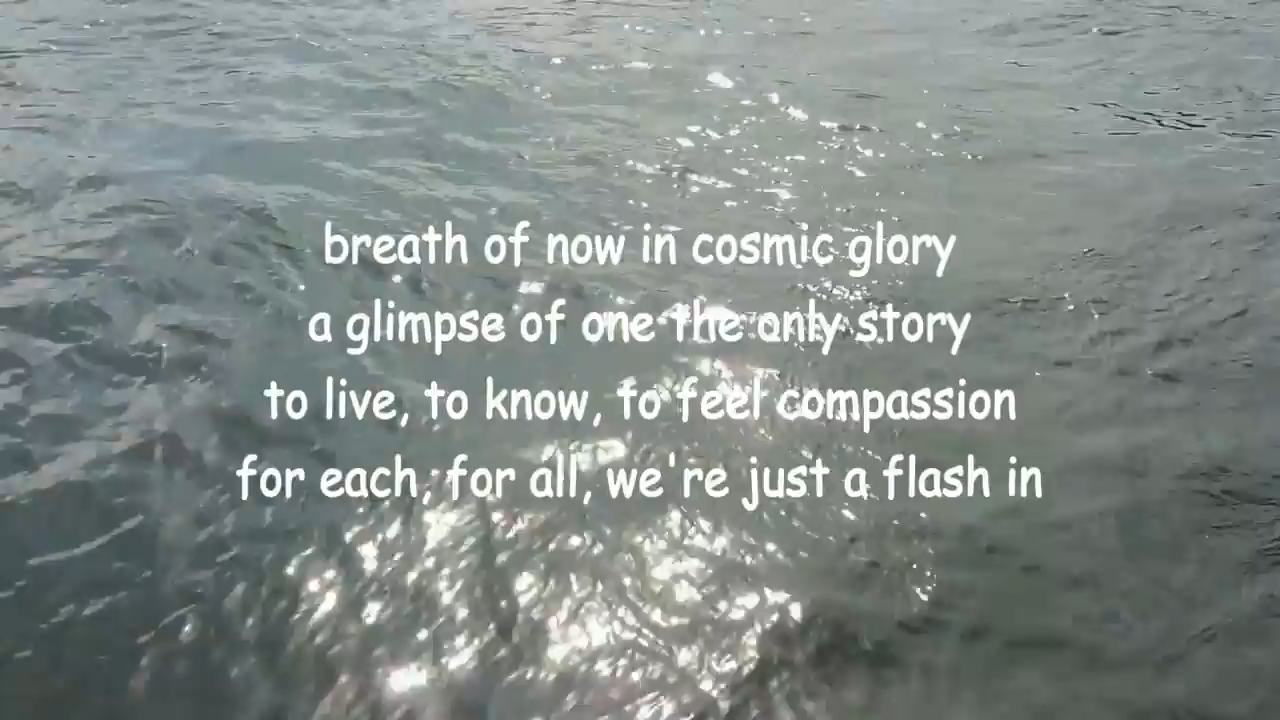 breath of now in cosmic glory
a glimpse of one the only story
to live, to know, to feel compassion
for each, for all, we're just a flash in